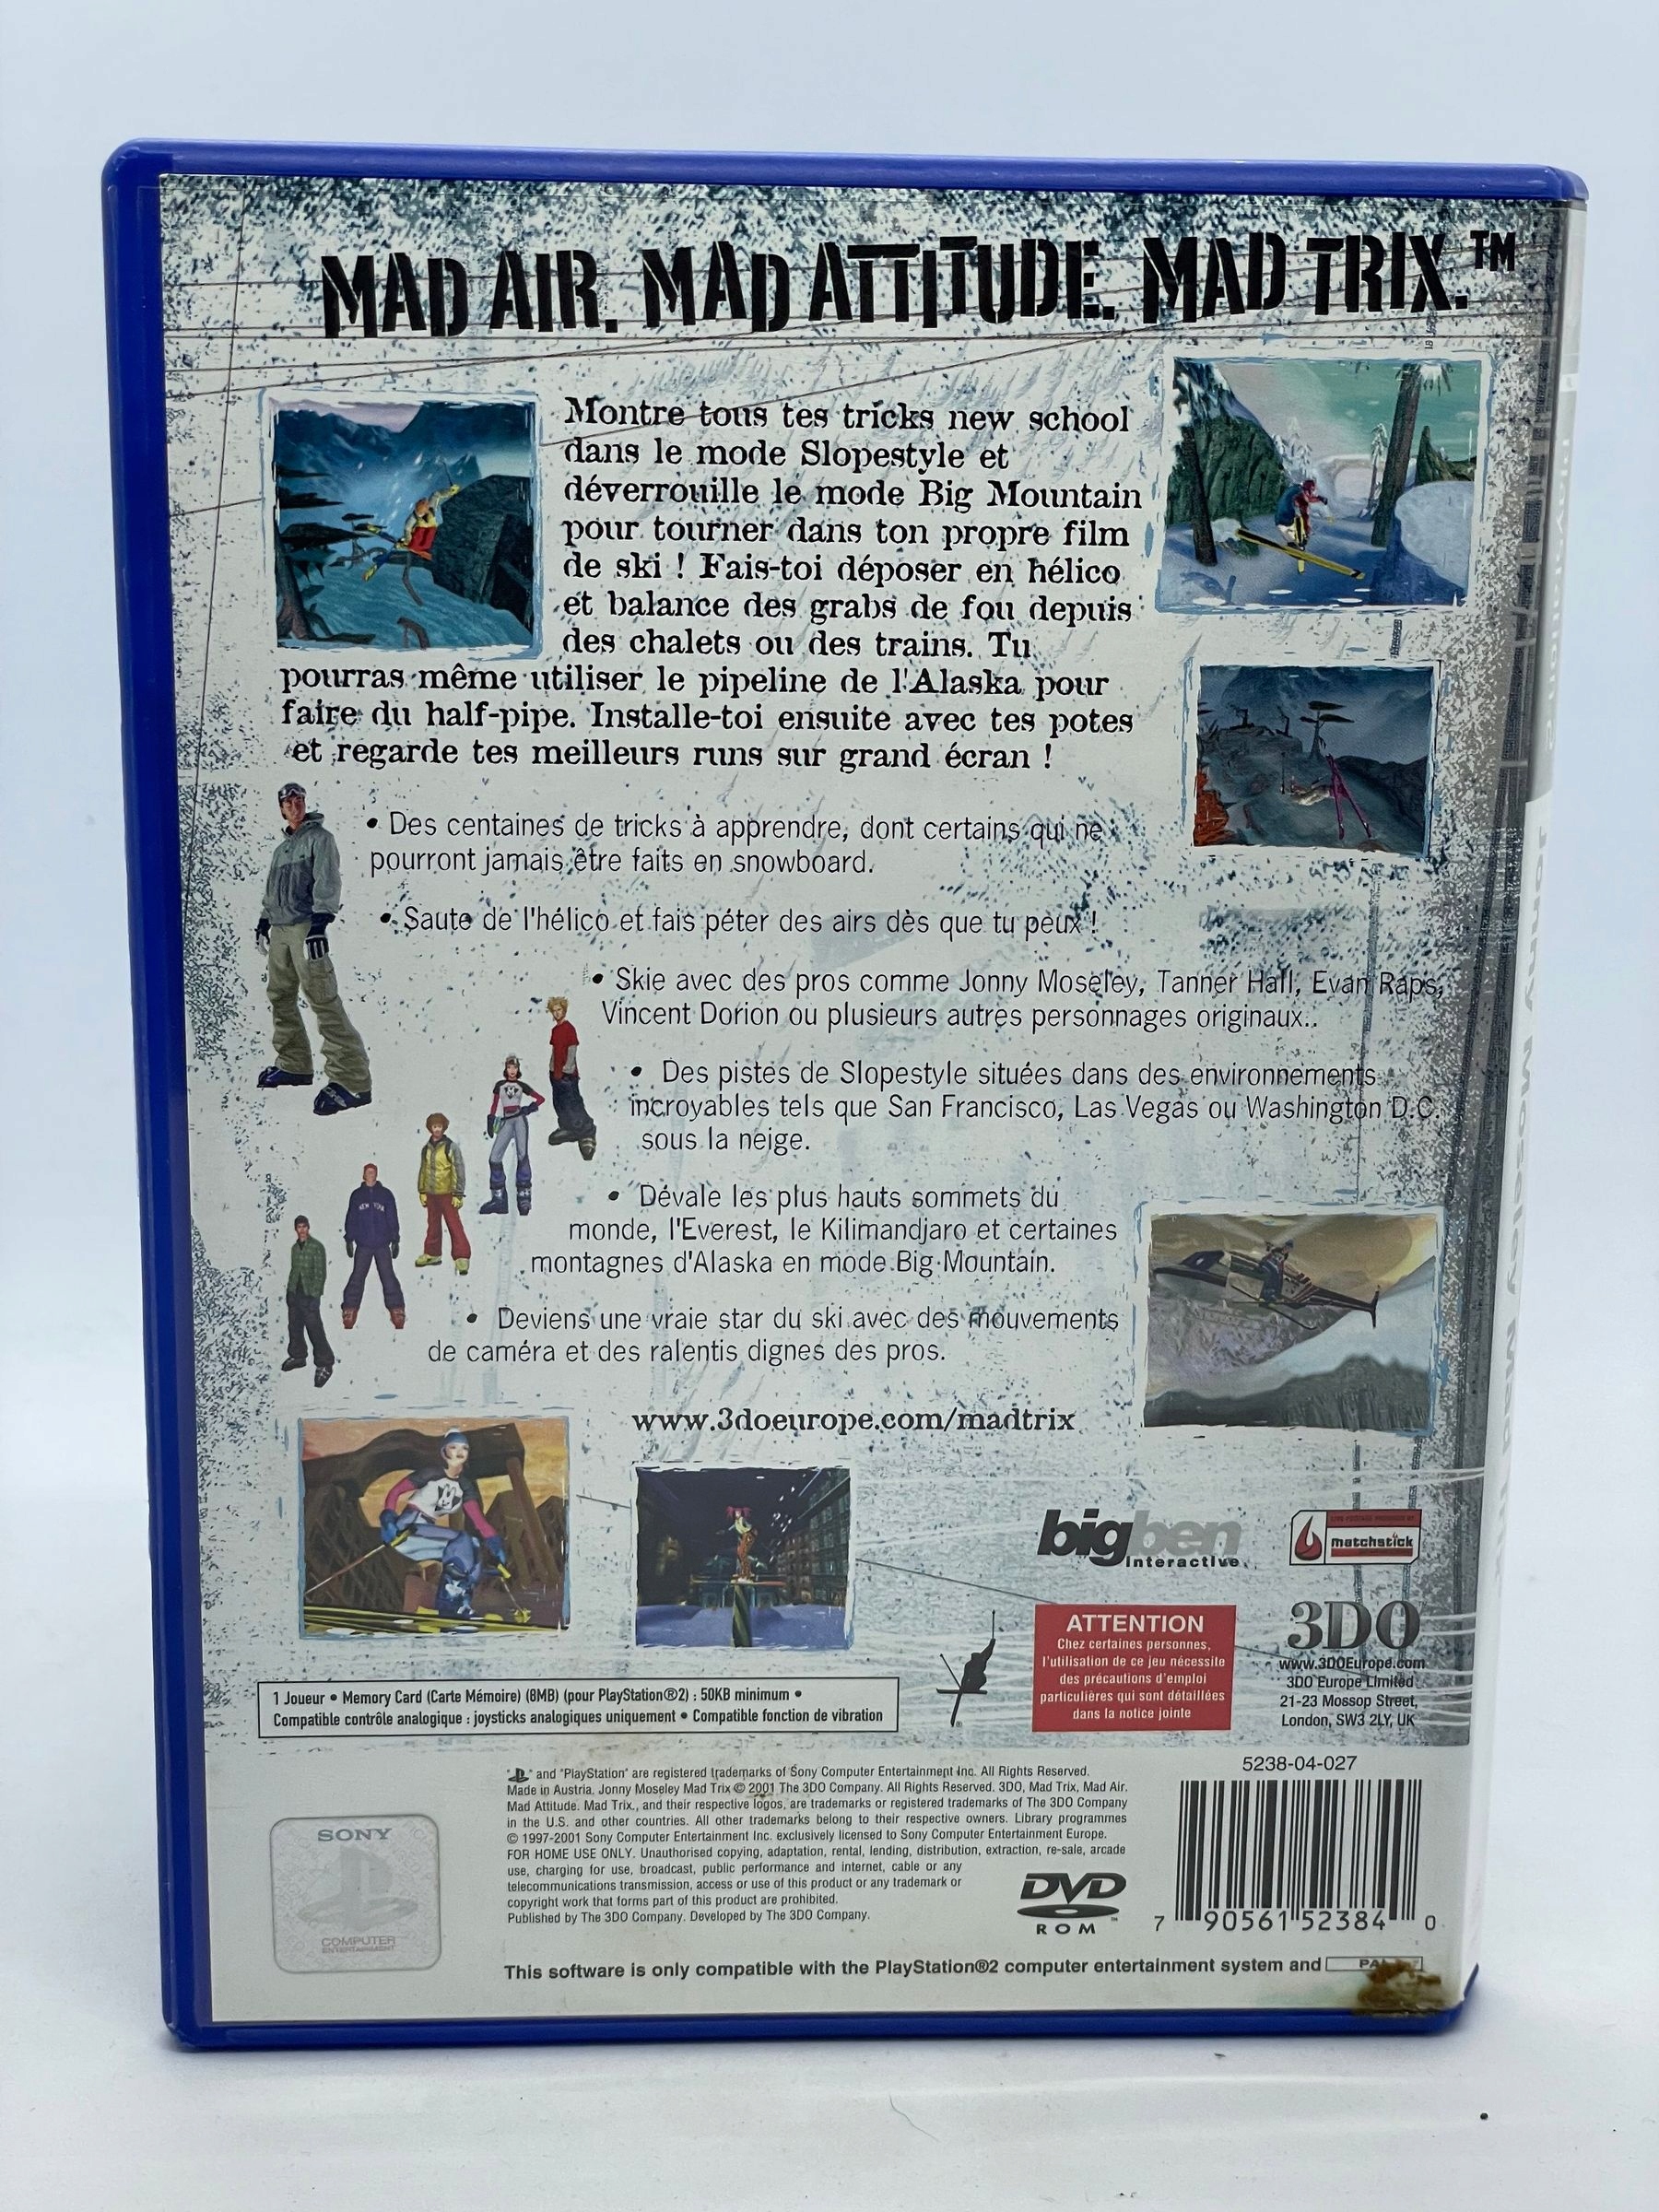 MAD AIR. MAD ATTITUDE. MAD TRIX.™
Montre tous tes tricks new school
dans le mode Slopestyle et
déverrouille le mode Big Mountain
pour tourner dans ton propre film
de ski ! Fais-toi déposer en hélico
et balance des grabs de fou depuis
des chalets ou des trains. Tu
pourras même utiliser le pipeline de l'Alaska pour
faire du half-pipe. Installe-toi ensuite avec tes potes
et regarde tes meilleurs runs sur grand écran !
• Des centaines de tricks à apprendre, dont certains qui ne
pourront jamais être faits en snowboard.
• Saute de l'hélico et fais péter des airs dès que tu peux !
• Skie avec des pros comme Jonny Moseley, Tanner Hall, Evan Raps,
Vincent Dorion ou plusieurs autres personnages originaux..
• Des pistes de Slopestyle situées dans des environnements
incroyables tels que San Francisco, Las Vegas ou Washington D.C.
sous la neige.
• Dévale les plus hauts sommets du
monde, l'Everest, le Kilimandjaro et certaines
montagnes d'Alaska en mode Big Mountain.
• Deviens une vraie star du ski avec des mouvements
de caméra et des ralentis dignes des pros.
NEW YORK
www.3doeurope.com/madtrix
bigben
interactive
LIVE FOOTAGE PROVIDED BY
matchstick
ATTENTION
Chez certaines personnes,
l'utilisation de ce jeu nécessite
des précautions d'emploi
particulières qui sont détaillées
dans la notice jointe
3DO
www.3DOEurope.com
3DO Europe Limited
21-23 Mossop Street,
London, SW3 2LY, UK
1 Joueur • Memory Card (Carte Mémoire) (8MB) (pour PlayStation®2) : 50KB minimum •
Compatible contrôle analogique : joysticks analogiques uniquement • Compatible fonction de vibration
" " and "PlayStation" are registered trademarks of Sony Computer Entertainment Inc. All Rights Reserved.
Made in Austria. Jonny Moseley Mad Trix © 2001 The 3DO Company. All Rights Reserved. 3DO, Mad Trix, Mad Air.
Mad Attitude. Mad Trix., and their respective logos, are trademarks or registered trademarks of The 3DO Company
in the U.S. and other countries. All other trademarks belong to their respective owners. Library programmes
© 1997-2001 Sony Computer Entertainment Inc. exclusively licensed to Sony Computer Entertainment Europe.
FOR HOME USE ONLY. Unauthorised copying, adaptation, rental, lending, distribution, extraction, re-sale, arcade
use, charging for use, broadcast, public performance and internet, cable or any
telecommunications transmission, access or use of this product or any trademark or
copyright work that forms part of this product are prohibited.
Published by The 3DO Company. Developed by The 3DO Company.
SONY
COMPUTER
ENTERTAINMENT
DVD
ROM
5238-04-027
7 90561 52384 0
This software is only compatible with the PlayStation®2 computer entertainment system and
PlayStation 2
Jonny Moseley Mad Trix